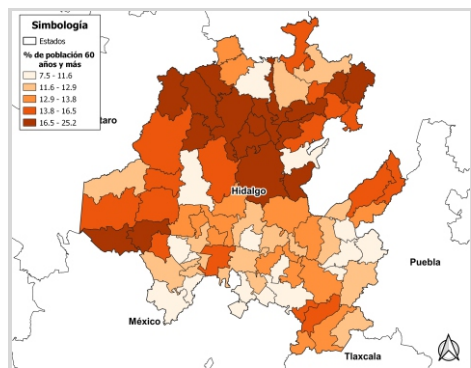 Simbología
Estados
% de población 60
años y más
7.5 - 11.6
11.6 - 12.9
12.9 - 13.8
13.8 - 16.5
16.5 - 25.2
taro
Hidalgo
Puebla
México
Tlaxcala